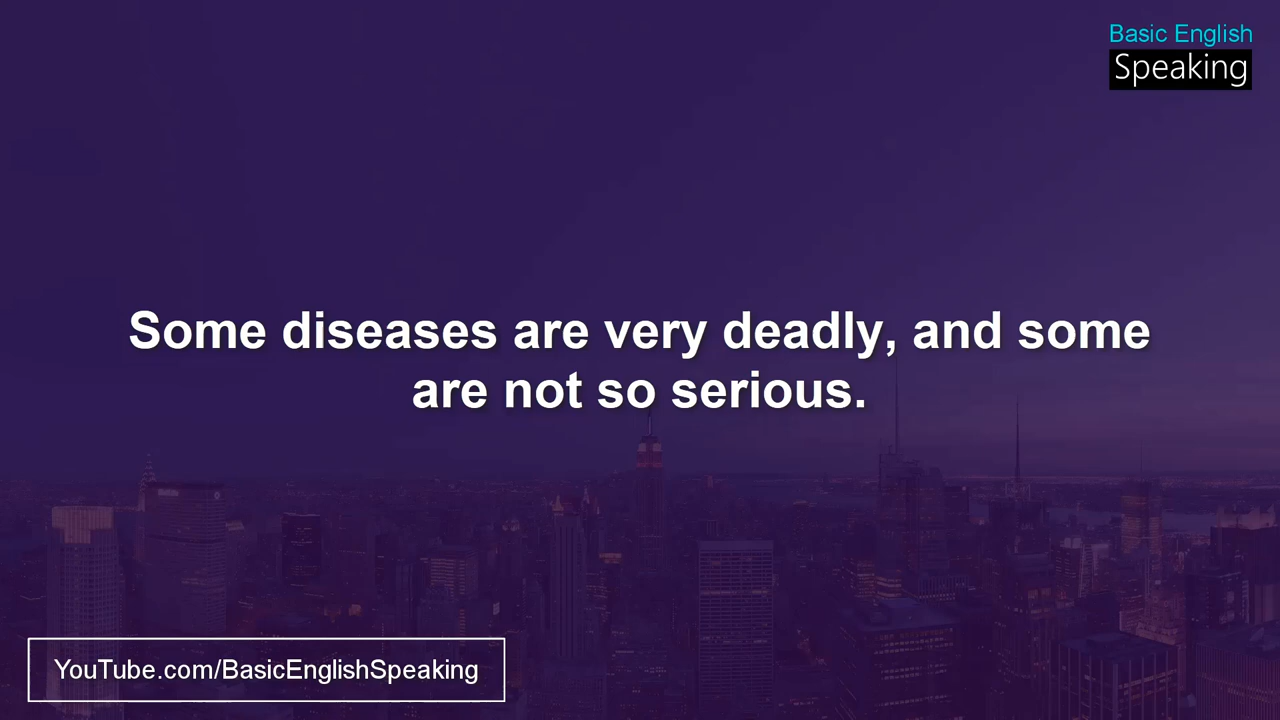 Basic English
Speaking
Some diseases are very deadly, and some
are not so serious.
YouTube.com/BasicEnglishSpeaking